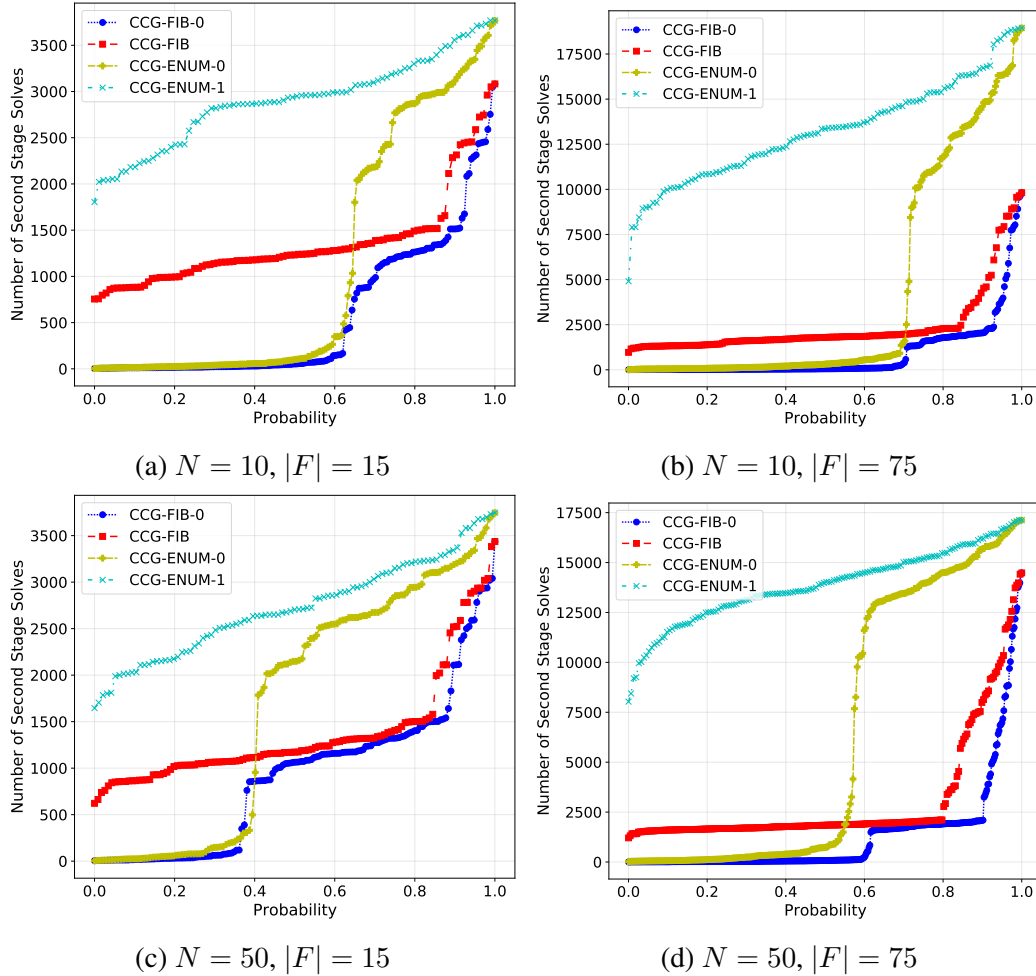 CCG-FIB-0
CCG-FIB
CCG-ENUM-0
CCG-ENUM-1
Number of Second Stage Solves
3500
3000
2500
2000
1500
1000
500
0
0.0 0.2 0.4 0.6 0.8 1.0
Probability
(a) N = 10, |F| = 15
CCG-FIB-0
CCG-FIB
CCG-ENUM-0
CCG-ENUM-1
Number of Second Stage Solves
17500
15000
12500
10000
7500
5000
2500
0
0.0 0.2 0.4 0.6 0.8 1.0
Probability
(b) N = 10, |F| = 75
CCG-FIB-0
CCG-FIB
CCG-ENUM-0
CCG-ENUM-1
Number of Second Stage Solves
3500
3000
2500
2000
1500
1000
500
0
0.0 0.2 0.4 0.6 0.8 1.0
Probability
(c) N = 50, |F| = 15
CCG-FIB-0
CCG-FIB
CCG-ENUM-0
CCG-ENUM-1
Number of Second Stage Solves
17500
15000
12500
10000
7500
5000
2500
0
0.0 0.2 0.4 0.6 0.8 1.0
Probability
(d) N = 50, |F| = 75